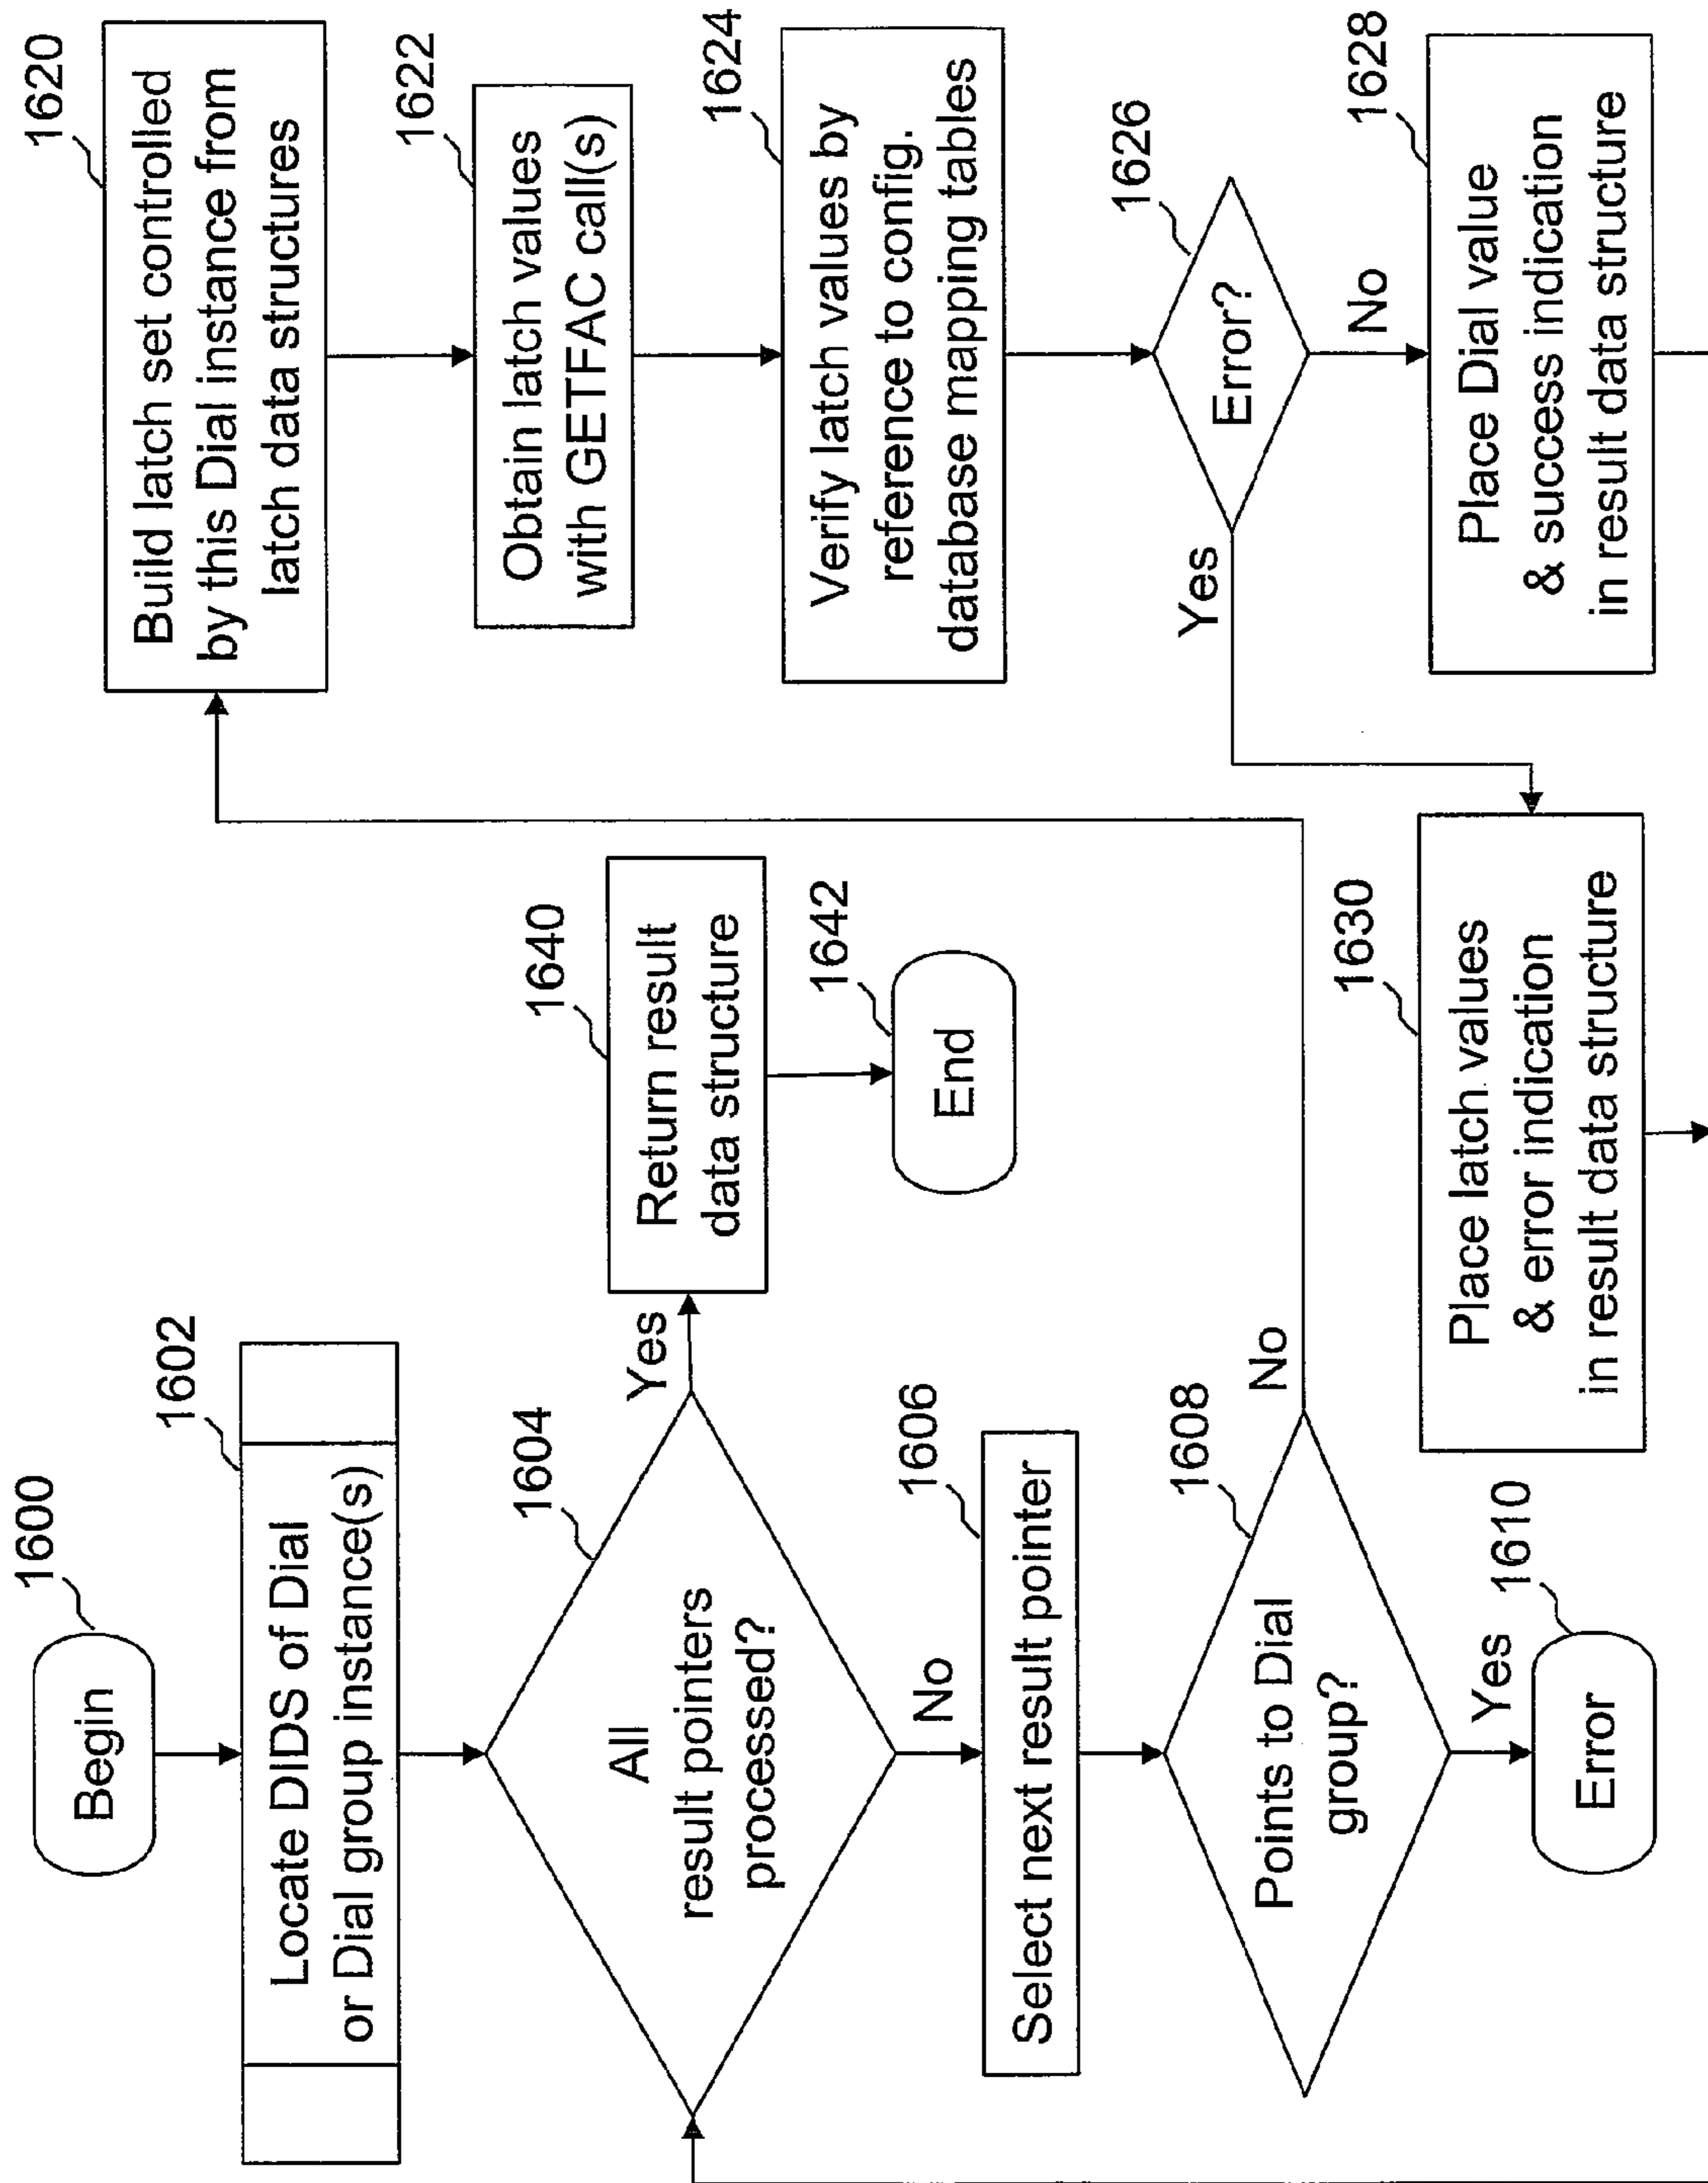 1600
Begin
1602
Locate DIDS of Dial
or Dial group instance(s)
1604
All
result pointers
processed?
Yes
No
1640
Return result
data structure
1642
End
1606
Select next result pointer
1608
Points to Dial
group?
No
Yes
1610
Error
1620
Build latch set controlled
by this Dial instance from
latch data structures
1622
Obtain latch values
with GETFAC call(s)
1624
Verify latch values by
reference to config.
database mapping tables
1626
Error?
Yes
No
1628
Place Dial value
& success indication
in result data structure
1630
Place latch values
& error indication
in result data structure